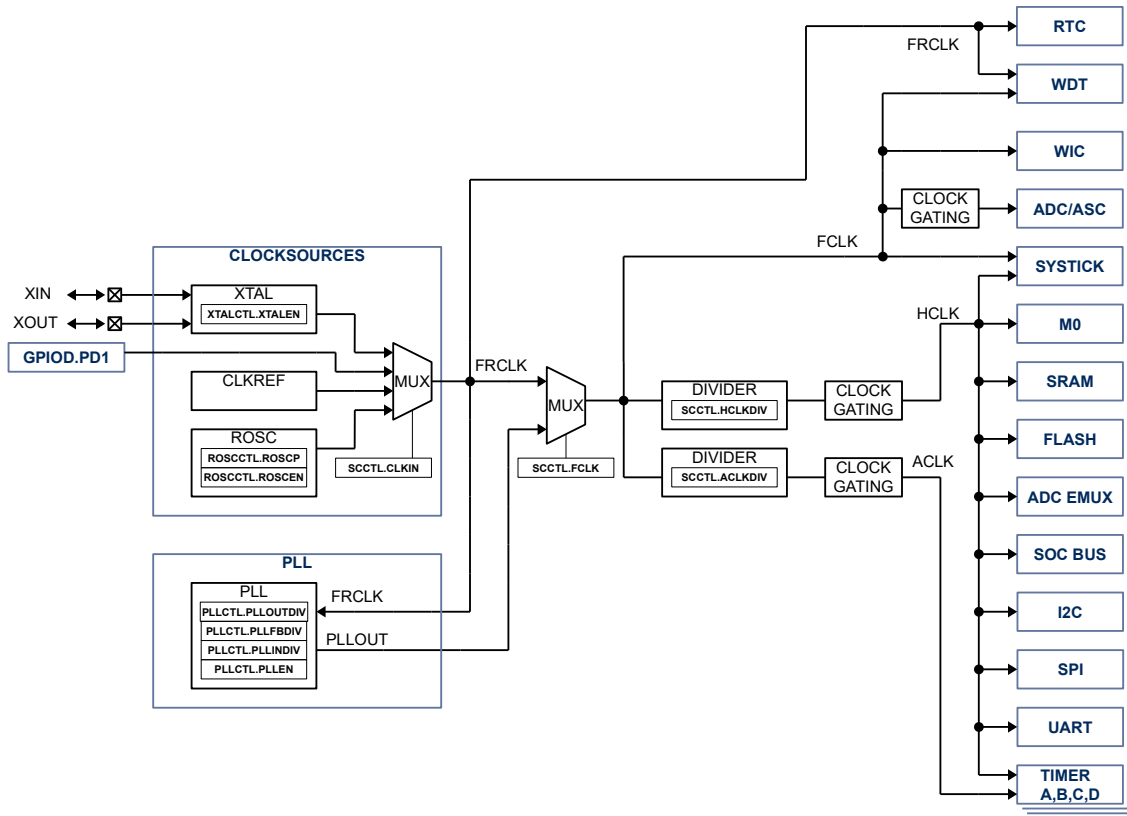 RTC
FRCLK
WDT
WIC
CLOCK
GATING
ADC/ASC
FCLK
SYSTICK
CLOCKSOURCES
XIN
XTAL
XTALCTL.XTALEN
XOUT
HCLK
M0
GPIOD.PD1
CLKREF
MUX
FRCLK
MUX
DIVIDER
SCCTL.HCLKDIV
CLOCK
GATING
SRAM
ROSC
ROSCCTL.ROSCP
ROSCCTL.ROSCEN
SCCTL.CLKIN
SCCTL.FCLK
DIVIDER
SCCTL.ACLKDIV
CLOCK
GATING
ACLK
FLASH
ADC EMUX
SOC BUS
PLL
PLL
PLLCTL.PLLOUTDIV
PLLCTL.PLLFBDIV
PLLCTL.PLLINDIV
PLLCTL.PLLEN
FRCLK
PLLOUT
I2C
SPI
UART
TIMER
A,B,C,D